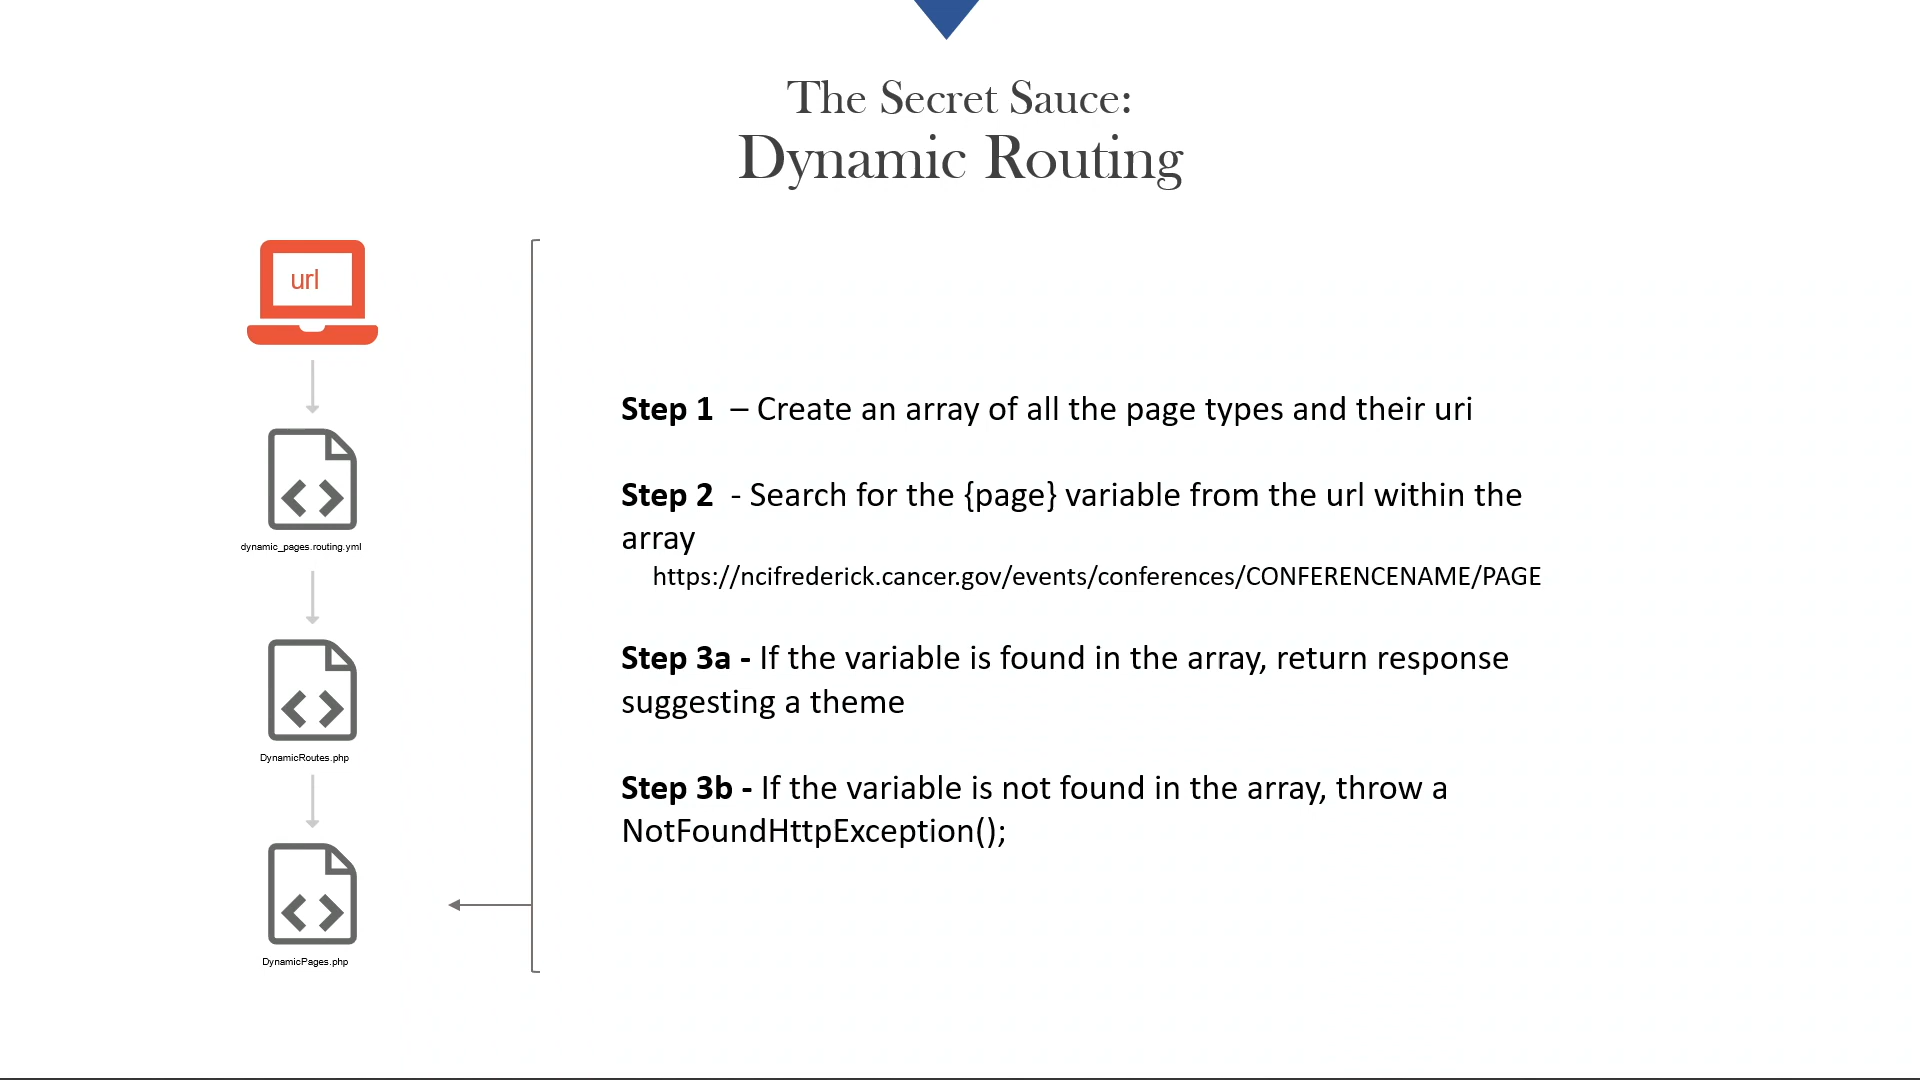 The Secret Sauce:
Dynamic Routing
url
dynamic_pages.routing.yml
DynamicRoutes.php
DynamicPages.php
Step 1  – Create an array of all the page types and their uri
Step 2  - Search for the {page} variable from the url within the
array
https://ncifrederick.cancer.gov/events/conferences/CONFERENCENAME/PAGE
Step 3a - If the variable is found in the array, return response
suggesting a theme
Step 3b - If the variable is not found in the array, throw a
NotFoundHttpException();